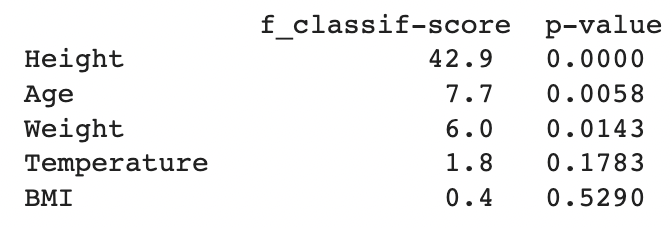 f_classif-score p-value
Height 42.9 0.0000
Age 7.7 0.0058
Weight 6.0 0.0143
Temperature 1.8 0.1783
BMI 0.4 0.5290